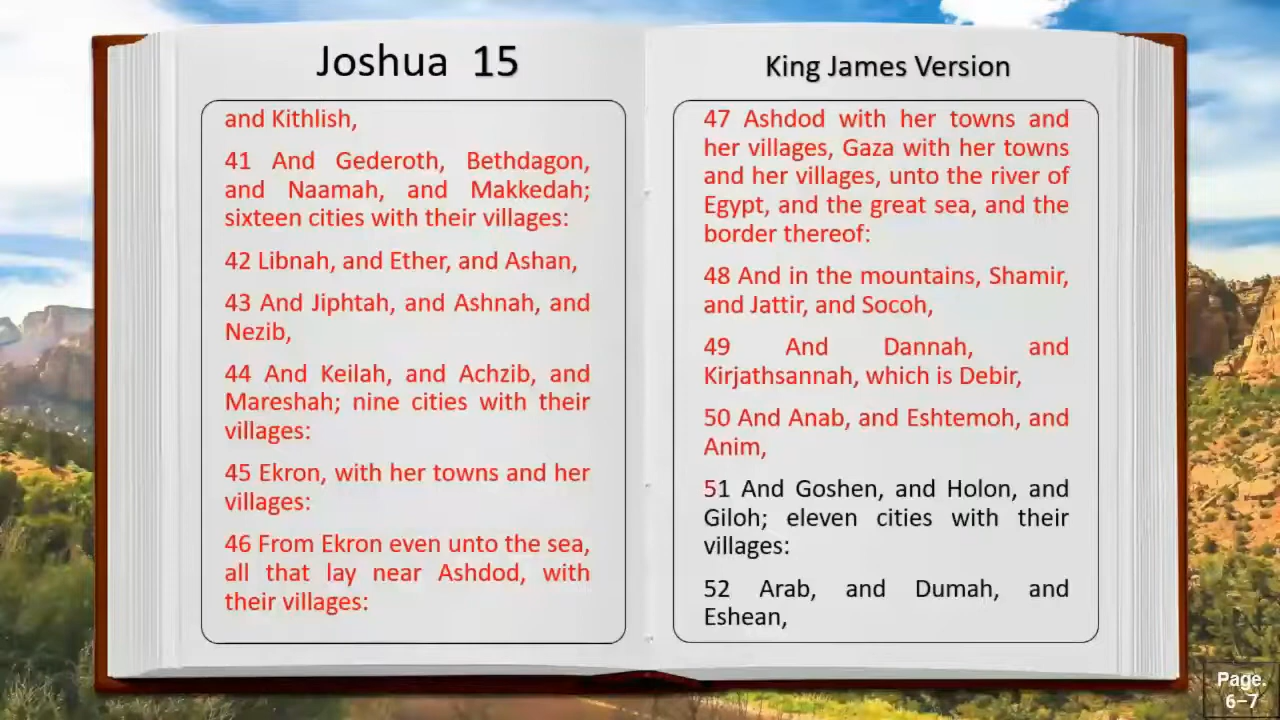 Joshua 15
and Kithlish,
41 And Gederoth, Bethdagon,
and Naamah, and Makkedah;
sixteen cities with their villages:
42 Libnah, and Ether, and Ashan,
43 And Jiphtah, and Ashnah, and
Nezib,
44 And Keilah, and Achzib, and
Mareshah; nine cities with their
villages:
45 Ekron, with her towns and her
villages:
46 From Ekron even unto the sea,
all that lay near Ashdod, with
their villages:
King James Version
47 Ashdod with her towns and
her villages, Gaza with her towns
and her villages, unto the river of
Egypt, and the great sea, and the
border thereof:
48 And in the mountains, Shamir,
and Jattir, and Socoh,
49 And Dannah, and
Kirjathsannah, which is Debir,
50 And Anab, and Eshtemoh, and
Anim,
51 And Goshen, and Holon, and
Giloh; eleven cities with their
villages:
52 Arab, and Dumah, and
Eshean,
Page.
6–7